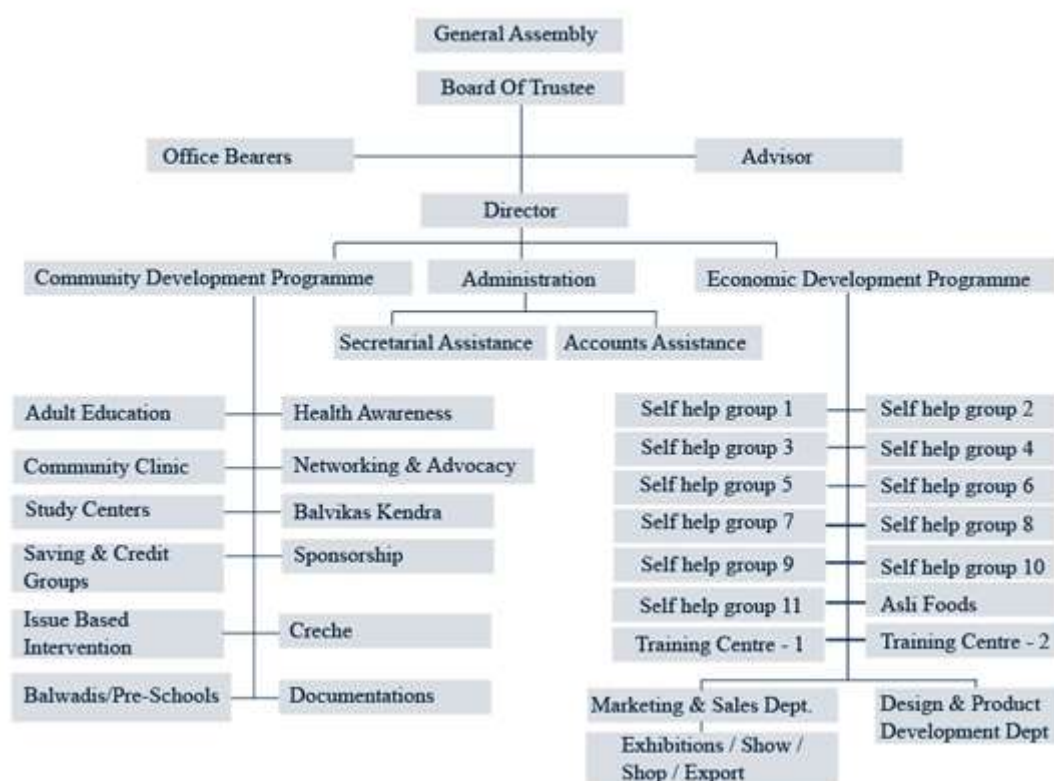 General Assembly
Board Of Trustee
Office Bearers
Advisor
Director
Community Development Programme
Administration
Economic Development Programme
Secretarial Assistance
Accounts Assistance
Adult Education
Health Awareness
Community Clinic
Networking & Advocacy
Study Centers
Balvikas Kendra
Saving & Credit
Groups
Sponsorship
Issue Based
Intervention
Creche
Balwadis/Pre-Schools
Documentations
Self help group 1
Self help group 2
Self help group 3
Self help group 4
Self help group 5
Self help group 6
Self help group 7
Self help group 8
Self help group 9
Self help group 10
Self help group 11
Asli Foods
Training Centre - 1
Training Centre - 2
Marketing & Sales Dept.
Design & Product
Development Dept
Exhibitions / Show /
Shop / Export